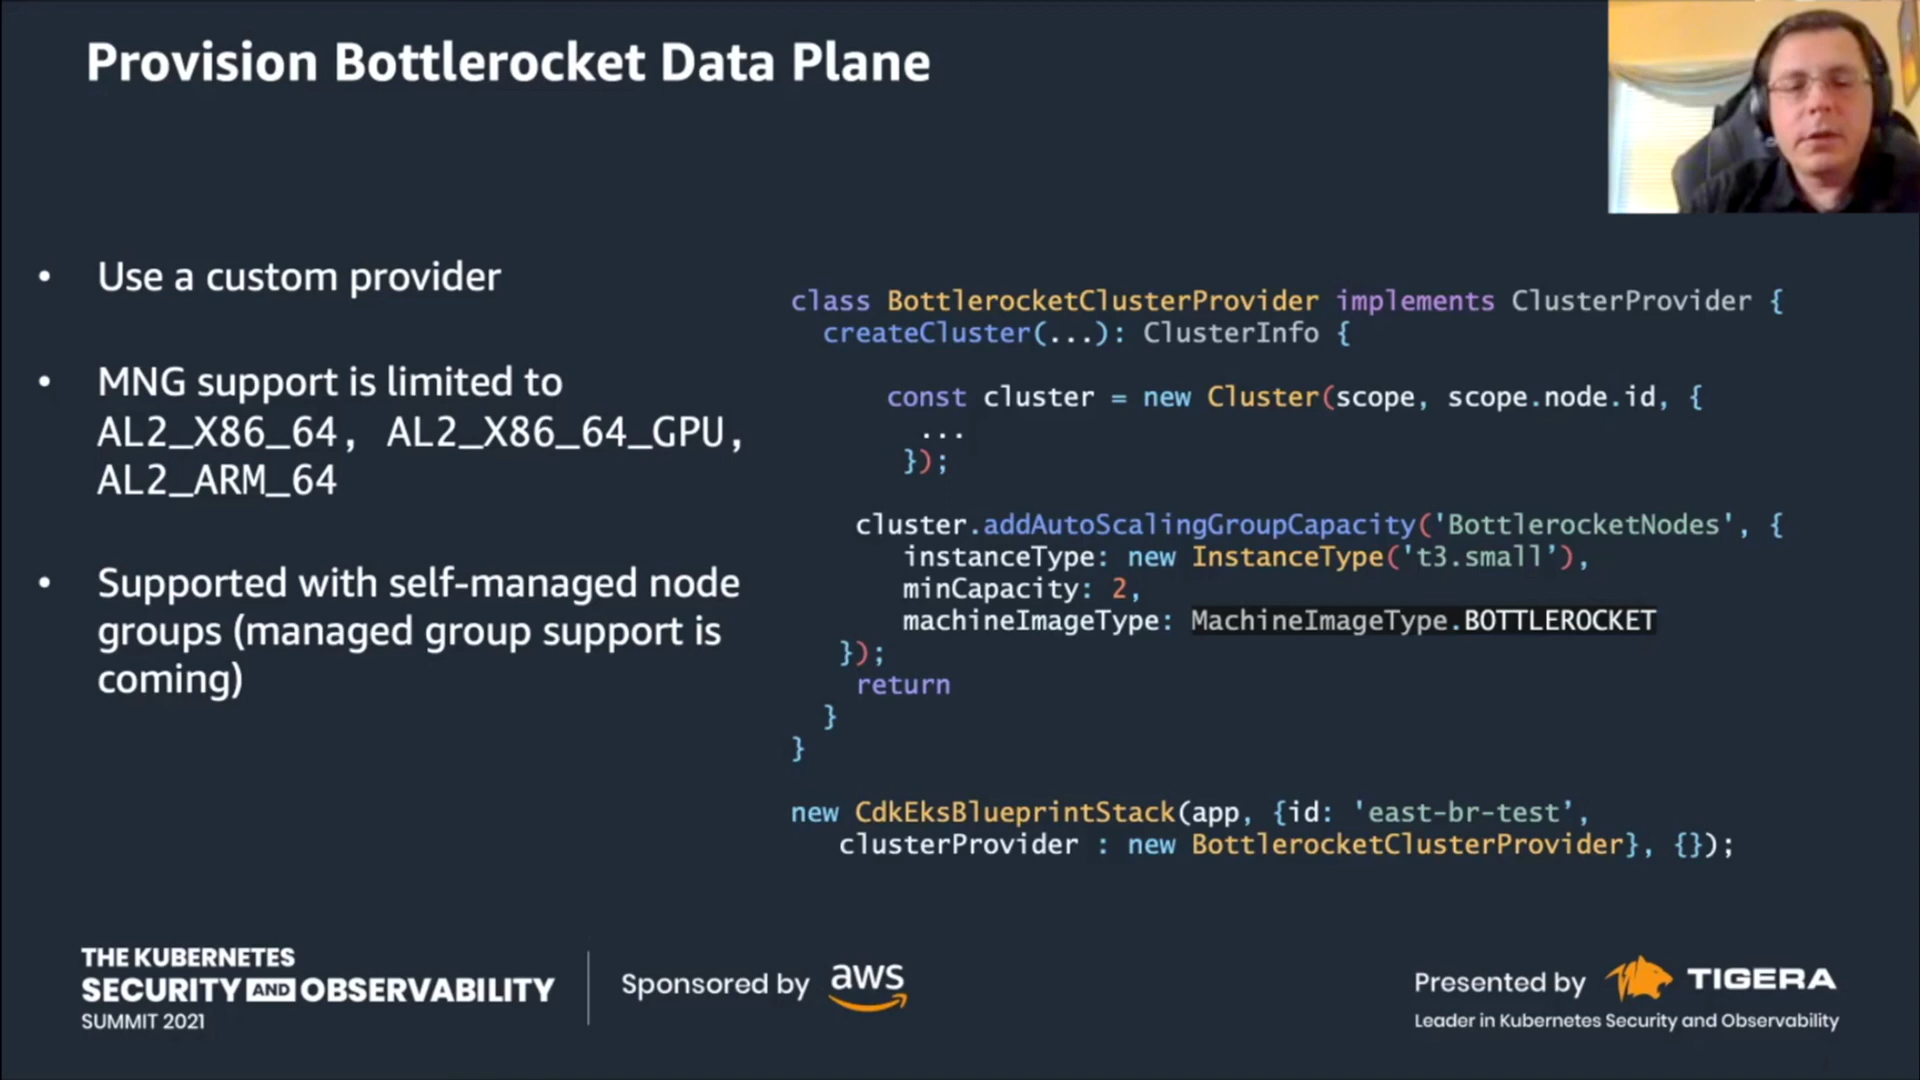 Provision Bottlerocket Data Plane
• Use a custom provider
• MNG support is limited to
AL2_X86_64, AL2_X86_64_GPU,
AL2_ARM_64
• Supported with self-managed node
groups (managed group support is
coming)
class BottlerocketClusterProvider implements ClusterProvider {
createCluster(...): ClusterInfo {
const cluster = new Cluster(scope, scope.node.id, {
...
});
cluster.addAutoScalingGroupCapacity('BottlerocketNodes', {
instanceType: new InstanceType('t3.small’),
minCapacity: 2,
machineImageType: MachineImageType.BOTTLEROCKET
});
return
}
}
new CdkEksBlueprintStack(app, {id: 'east-br-test’,
clusterProvider : new BottlerocketClusterProvider}, {});
THE KUBERNETES
SECURITY AND OBSERVABILITY
SUMMIT 2021
Sponsored by aws
Presented by TIGERA
Leader in Kubernetes Security and Observability